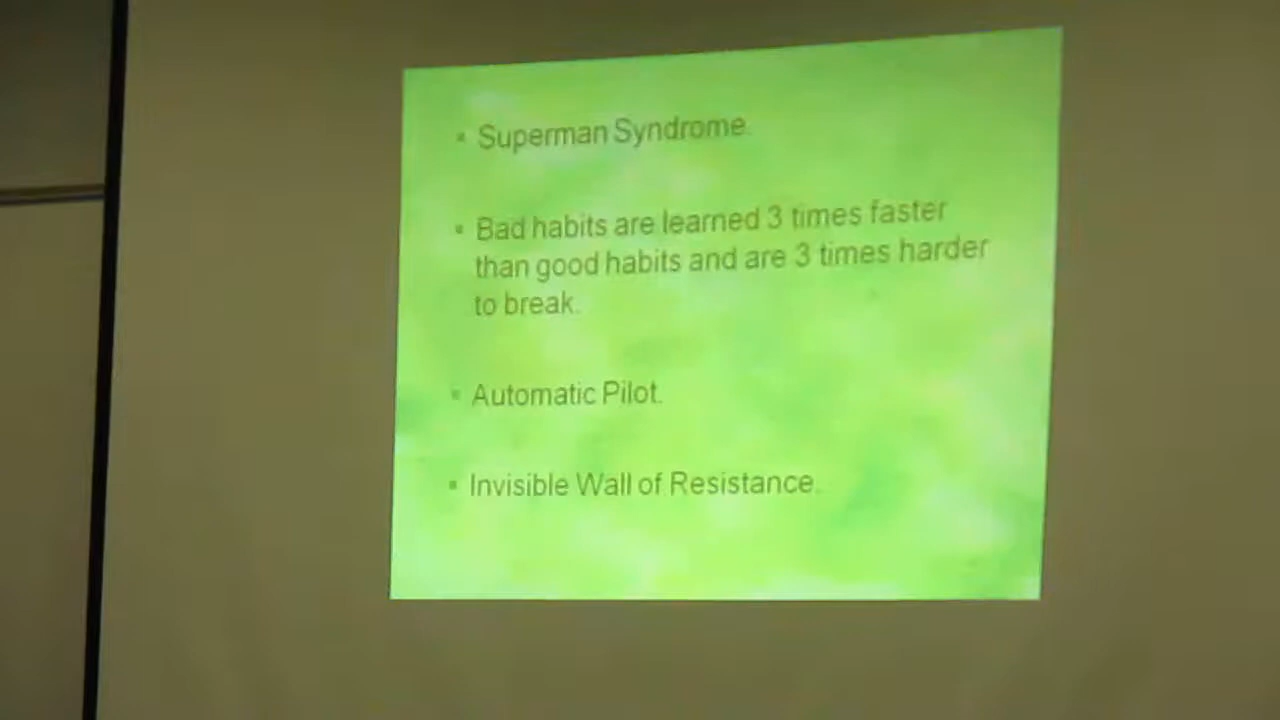 ▪ Superman Syndrome.
▪ Bad habits are learned 3 times faster
than good habits and are 3 times harder
to break.
▪ Automatic Pilot.
▪ Invisible Wall of Resistance.